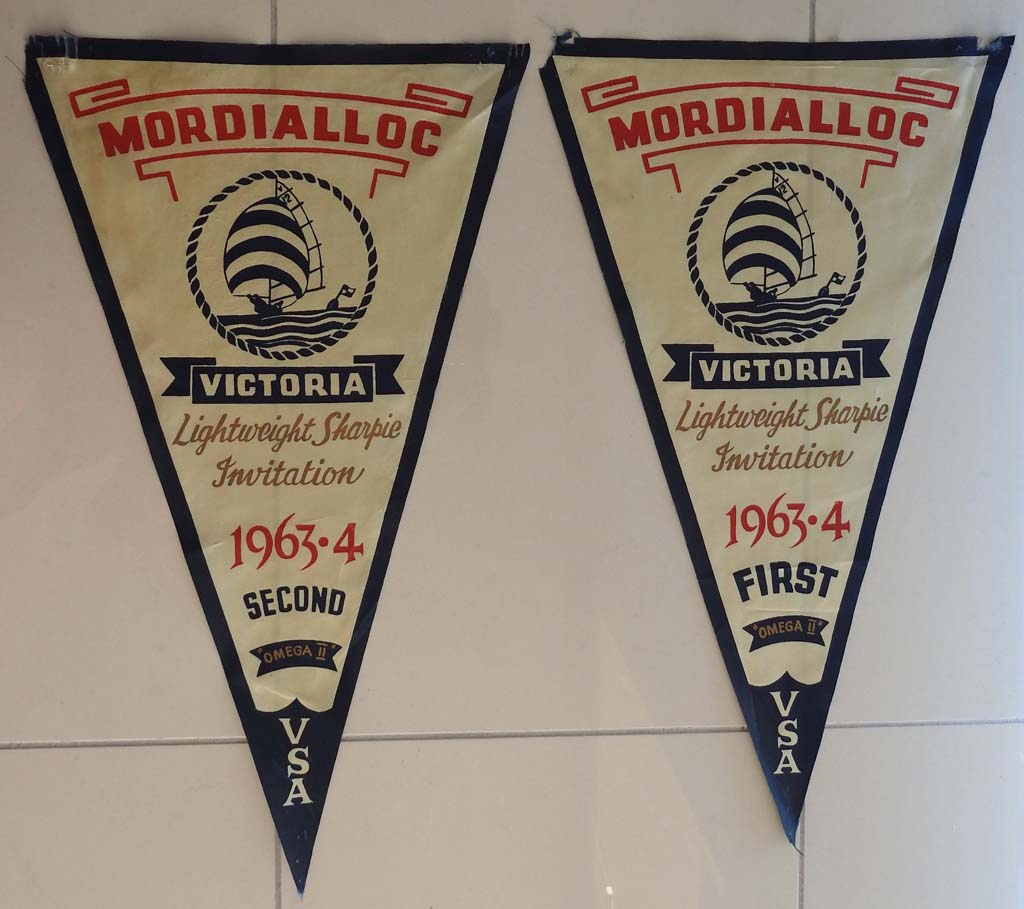 MORDIALLOC
VICTORIA
Lightweight Sharpie
Invitation
1963·4
SECOND
"OMEGA II"
VSA
MORDIALLOC
VICTORIA
Lightweight Sharpie
Invitation
1963·4
FIRST
"OMEGA II"
VSA